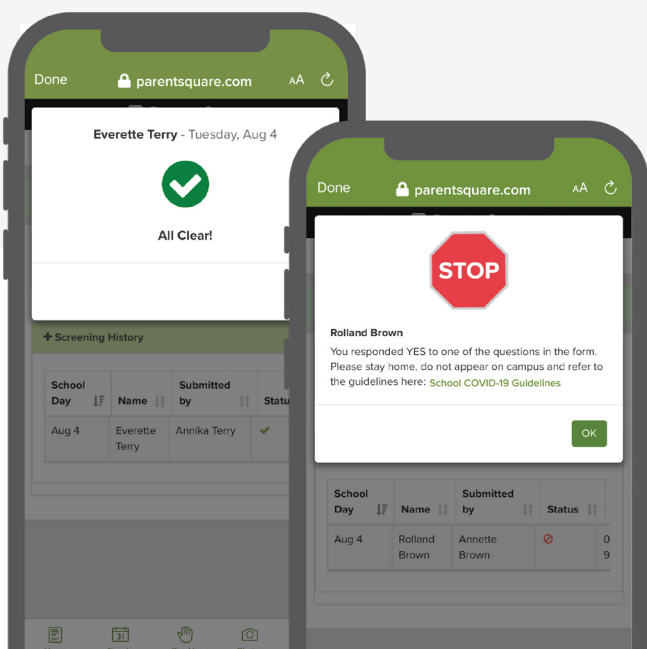 Done parentsquare.com AA
Everette Terry - Tuesday, Aug 4
All Clear!
+ Screening History
School Day Name Submitted by
Aug 4 Everette Terry Annika Terry
Done parentsquare.com AA
STOP
Rolland Brown
You responded YES to one of the questions in the form.
Please stay home, do not appear on campus and refer to
the guidelines here: School COVID-19 Guidelines
OK
School Day Name Submitted by Status
Aug 4 Rolland Brown Annette Brown
31